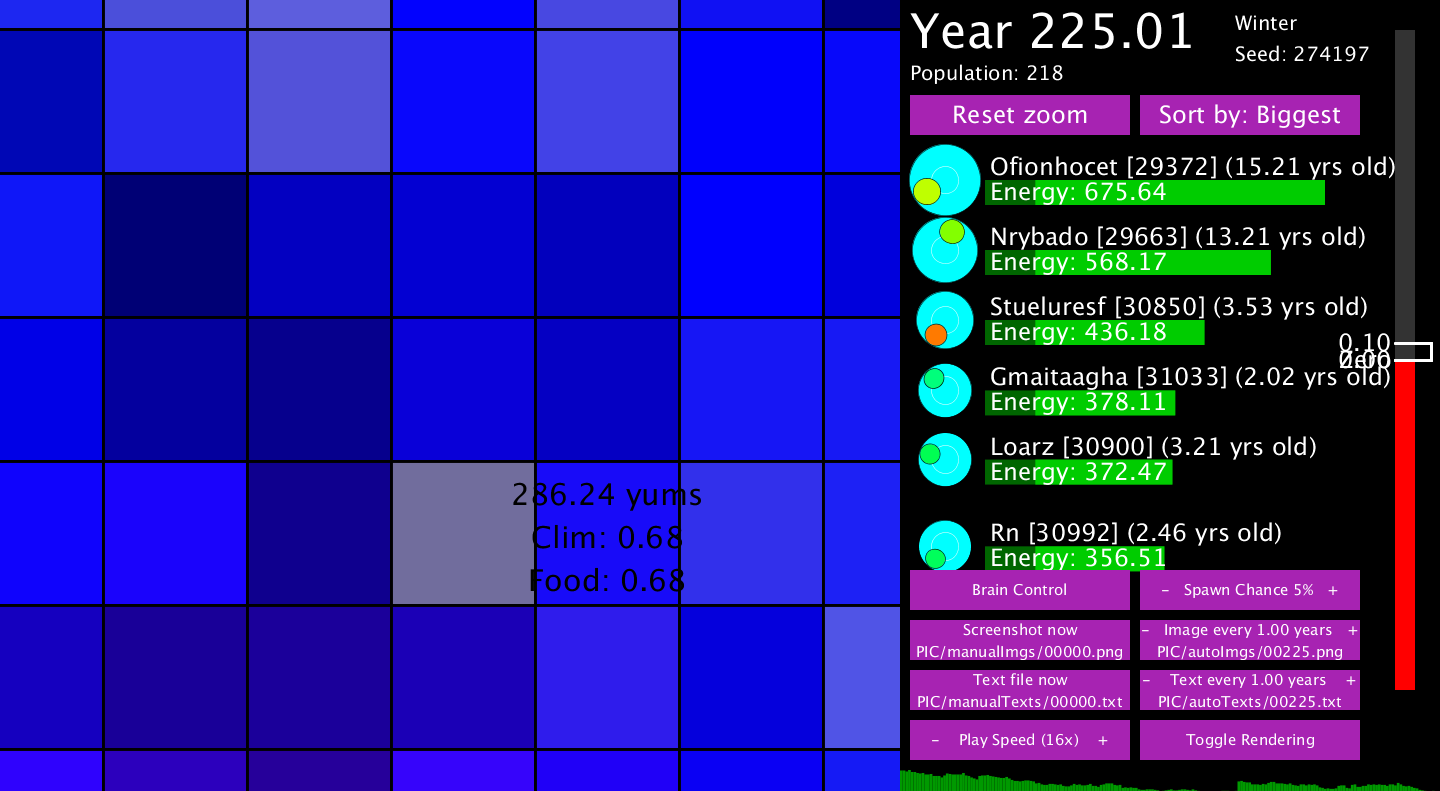 Year 225.01
Winter
Seed: 274197
Population: 218
Reset zoom
Sort by: Biggest
Ofionhocet [29372] (15.21 yrs old)
Energy: 675.64
Nrybado [29663] (13.21 yrs old)
Energy: 568.17
Stueluresf [30850] (3.53 yrs old)
Energy: 436.18
0.10
Gmaitaagha [31033] (2.02 yrs old)
Energy: 378.11
Loarz [30900] (3.21 yrs old)
Energy: 372.47
Rn [30992] (2.46 yrs old)
Energy: 356.51
286.24 yums
Clim: 0.68
Food: 0.68
Brain Control
- Spawn Chance 5% +
Screenshot now
PIC/manualImgs/00000.png
- Image every 1.00 years +
PIC/autoImgs/00225.png
Text file now
PIC/manualTexts/00000.txt
- Text every 1.00 years +
PIC/autoTexts/00225.txt
- Play Speed (16x) +
Toggle Rendering